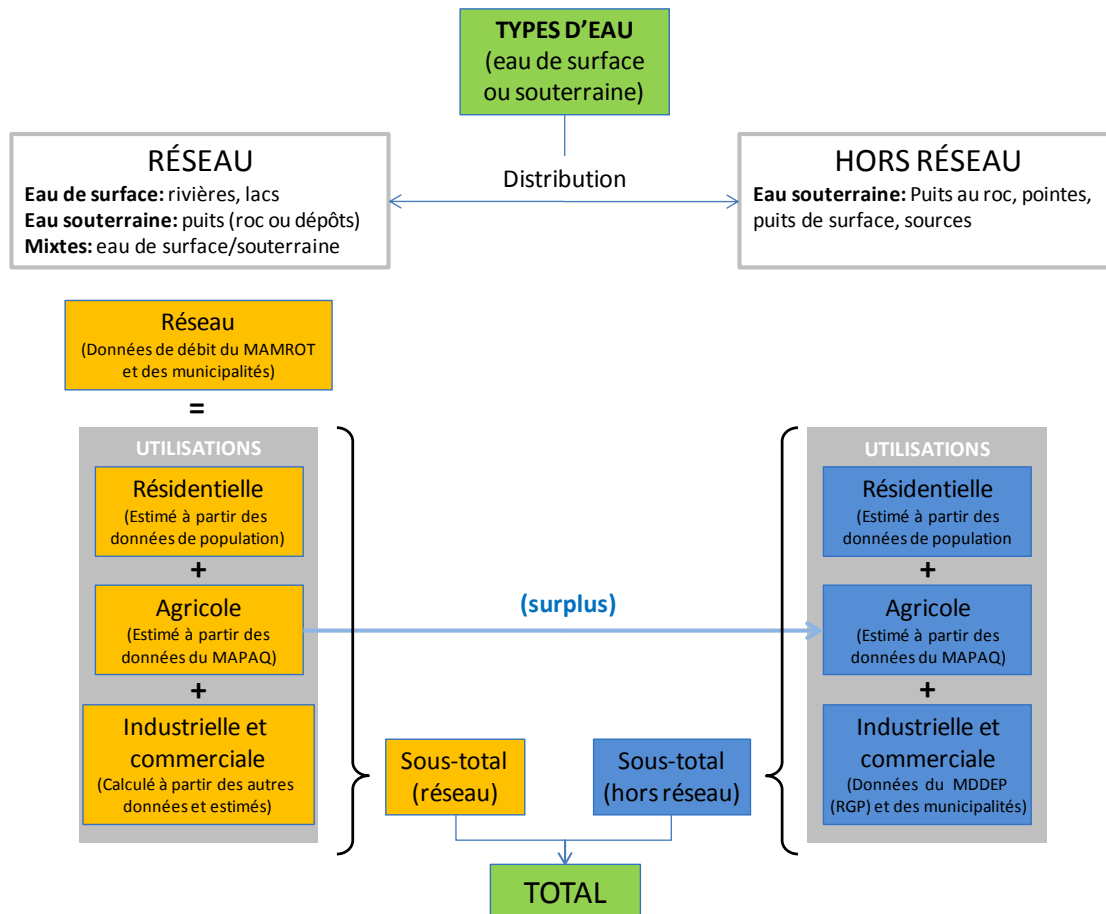 TYPES D'EAU
(eau de surface
ou souterraine)
RÉSEAU
Eau de surface: rivières, lacs
Eau souterraine: puits (roc ou dépôts)
Mixtes: eau de surface/souterraine
Distribution
HORS RÉSEAU
Eau souterraine: Puits au roc, pointes,
puits de surface, sources
Réseau
(Données de débit du MAMROT
et des municipalités)
=
UTILISATIONS
Résidentielle
(Estimé à partir des
données de population)
+
Agricole
(Estimé à partir des
données du MAPAQ)
+
Industrielle et
commerciale
(Calculé à partir des autres
données et estimés)
(surplus)
UTILISATIONS
Résidentielle
(Estimé à partir des
données de population
+
Agricole
(Estimé à partir des
données du MAPAQ)
+
Industrielle et
commerciale
(Données du MDDEP
(RGP) et des municipalités)
Sous-total
(réseau)
Sous-total
(hors réseau)
TOTAL